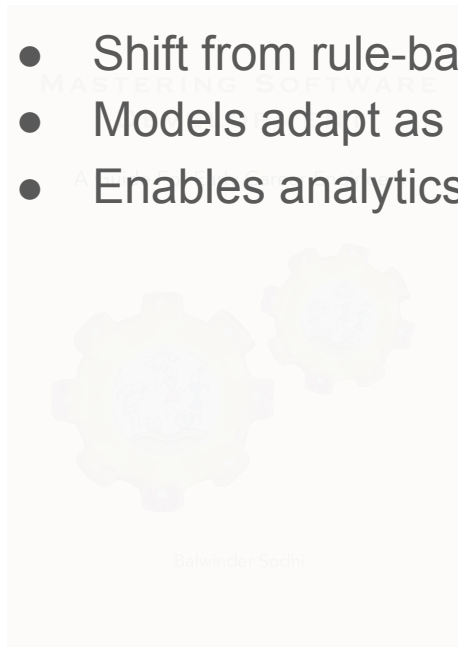 ● Shift from rule-ba
MASTERING SOFTWARE
● Models adapt as
● Enables analytics
Balwinder Sodhi